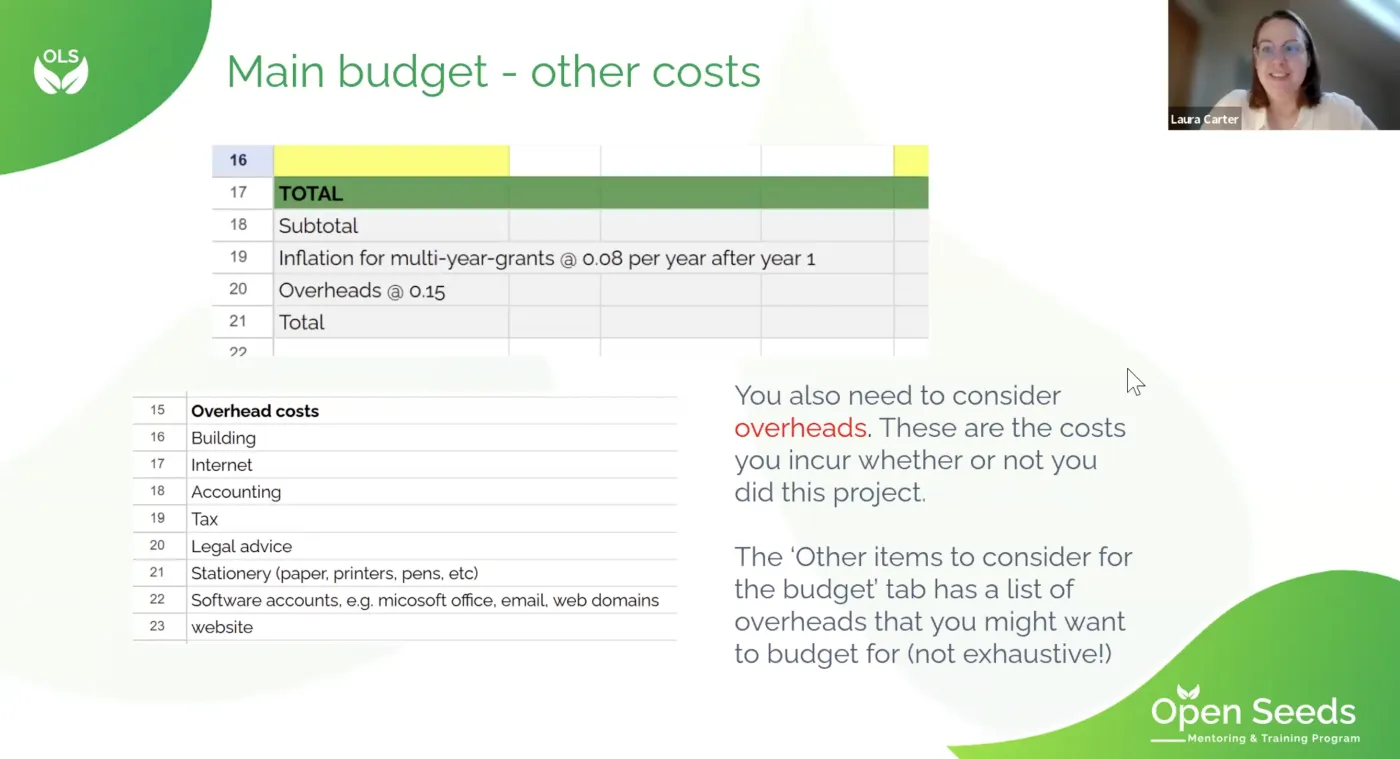 OLS
Main budget - other costs
Laura Carter
16
17 TOTAL
18 Subtotal
19 Inflation for multi-year-grants @ 0.08 per year after year 1
20 Overheads @ 0.15
21 Total
22
15 Overhead costs
16 Building
17 Internet
18 Accounting
19 Tax
20 Legal advice
21 Stationery (paper, printers, pens, etc)
22 Software accounts, e.g. micosoft office, email, web domains
23 website
You also need to consider
overheads. These are the costs
you incur whether or not you
did this project.
The ‘Other items to consider for
the budget’ tab has a list of
overheads that you might want
to budget for (not exhaustive!)
Open Seeds
Mentoring & Training Program